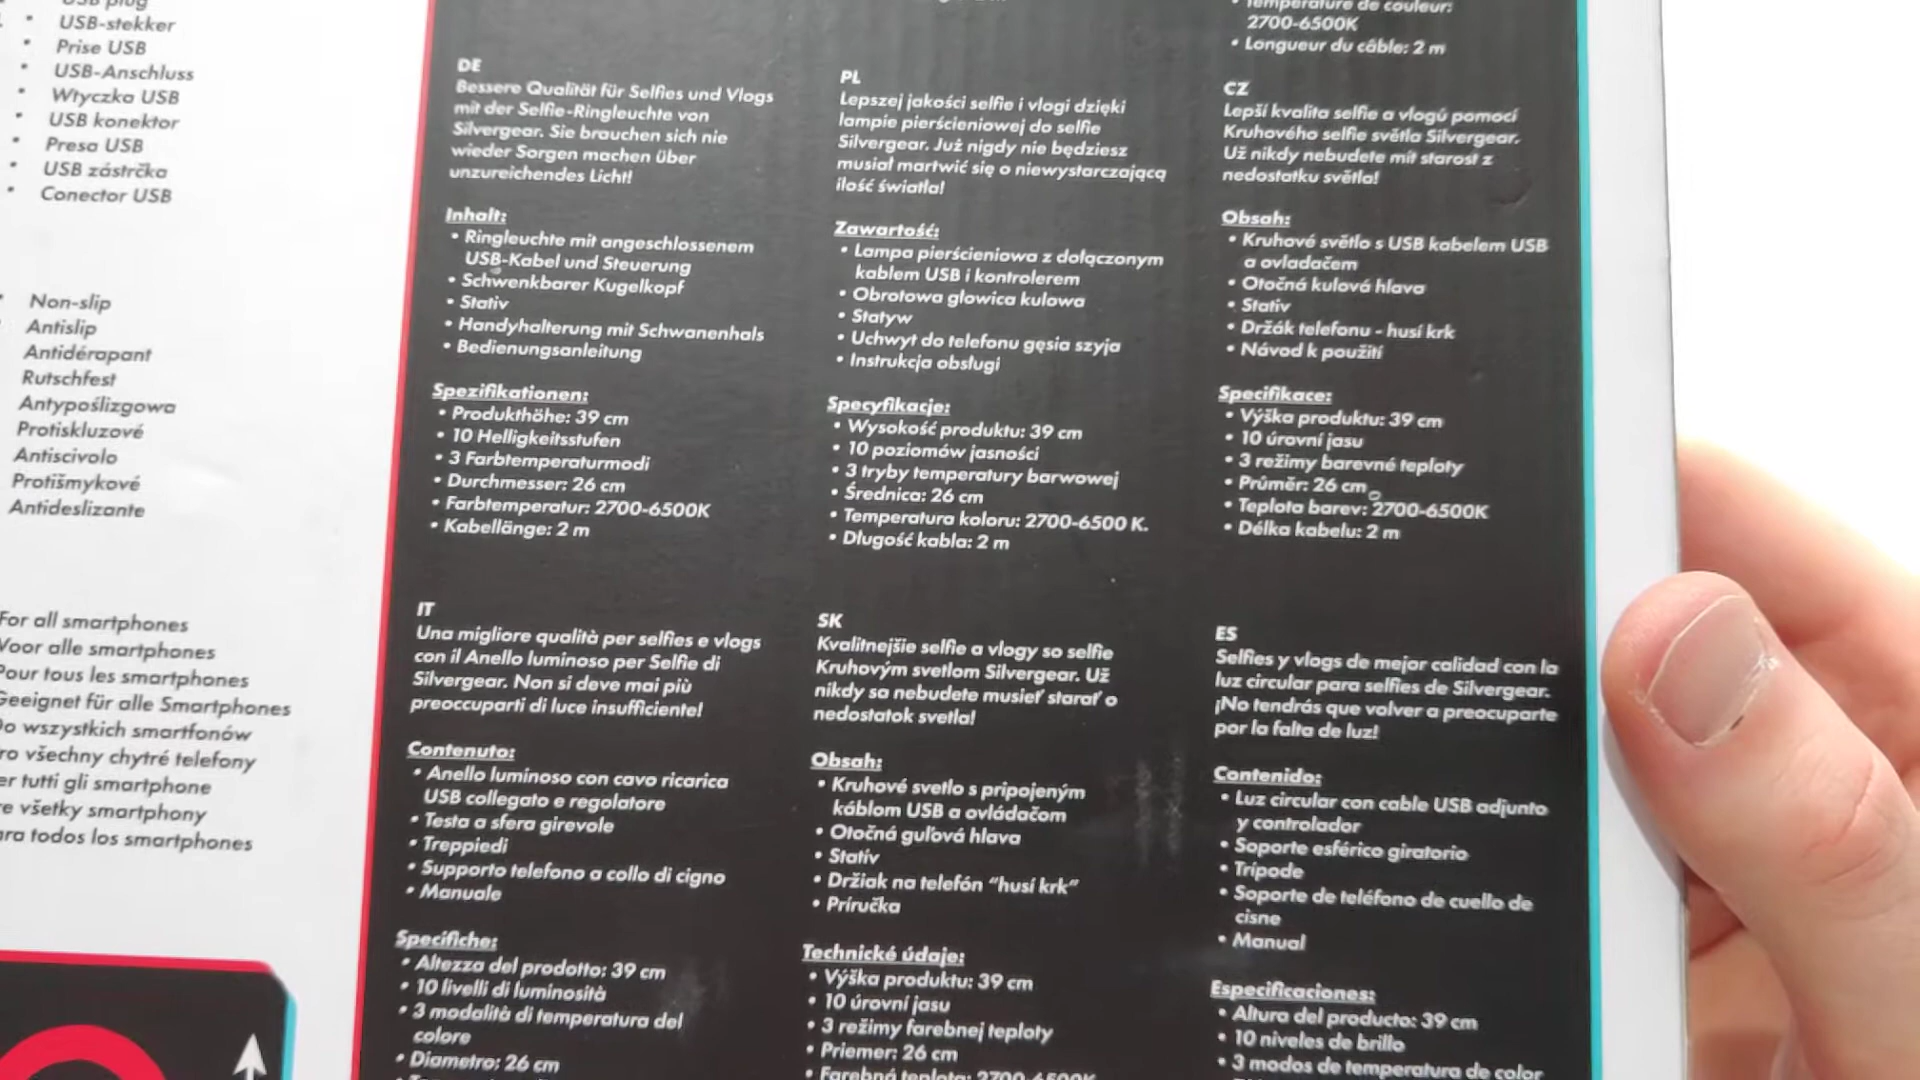 USB plug
USB-stekker
Prise USB
USB-Anschluss
Wtyczka USB
USB konektor
Presa USB
USB zástrčka
Conector USB
Non-slip
Antislip
Antidérapant
Rutschfest
Antypoślizgowa
Protiskluzové
Antiscivolo
Protišmykové
Antideslizante
For all smartphones
Voor alle smartphones
Pour tous les smartphones
Geeignet für alle Smartphones
wszystkich smartfonów
všechny chytré telefony
tutti gli smartphone
všetky smartphony
todos los smartphones
DE
Bessere Qualität für Selfies und Vlogs
mit der Selfie-Ringleuchte von
Silvergear. Sie brauchen sich nie
wieder Sorgen machen über
unzureichendes Licht!
Inhalt:
• Ringleuchte mit angeschlossenem
USB-Kabel und Steuerung
• Schwenkbarer Kugelkopf
• Stativ
• Handyhalterung mit Schwanenhals
• Bedienungsanleitung
Spezifikationen:
• Produkthöhe: 39 cm
• 10 Helligkeitsstufen
• 3 Farbtemperaturmodi
• Durchmesser: 26 cm
• Farbtemperatur: 2700-6500K
• Kabellänge: 2 m
PL
Lepszej jakości selfie i vlogi dzięki
lampie pierścieniowej do selfie
Silvergear. Już nigdy nie będziesz
musiał martwić się o niewystarczającą
ilość światła!
Zawartość:
• Lampa pierścieniowa z dołączonym
kablem USB i kontrolerem
• Obrotowa głowica kulowa
• Statyw
• Uchwyt do telefonu gęsia szyja
• Instrukcja obsługi
Specyfikacje:
• Wysokość produktu: 39 cm
• 10 poziomów jasności
• 3 tryby temperatury barwowej
• Średnica: 26 cm
• Temperatura koloru: 2700-6500 K.
• Długość kabla: 2 m
• Température de couleur:
2700-6500K
• Longueur du câble: 2 m
CZ
Lepší kvalita selfie a vlogů pomocí
Kruhového selfie světla Silvergear.
Už nikdy nebudete mít starost z
nedostatku světla!
Obsah:
• Kruhové světlo s USB kabelem USB
a ovladačem
• Otočná kulová hlava
• Stativ
• Držák telefonu - husí krk
• Návod k použití
Specifikace:
• Výška produktu: 39 cm
• 10 úrovní jasu
• 3 režimy barevné teploty
• Průměr: 26 cm
• Teplota barev: 2700-6500K
• Délka kabelu: 2 m
IT
Una migliore qualità per selfies e vlogs
con il Anello luminoso per Selfie di
Silvergear. Non si deve mai più
preoccuparti di luce insufficiente!
Contenuto:
• Anello luminoso con cavo ricarica
USB collegato e regolatore
• Testa a sfera girevole
• Treppiedi
• Supporto telefono a collo di cigno
• Manuale
Specifiche:
• Altezza del prodotto: 39 cm
• 10 livelli di luminosità
• 3 modalità di temperatura del
colore
• Diametro: 26 cm
SK
Kvalitnejšie selfie a vlogy so selfie
Kruhovým svetlom Silvergear. Už
nikdy sa nebudete musieť starať o
nedostatok svetla!
Obsah:
• Kruhové svetlo s pripojeným
káblom USB a ovládačom
• Otočná guľová hlava
• Statív
• Držiak na telefón “husí krk”
• Príručka
Technické údaje:
• Výška produktu: 39 cm
• 10 úrovní jasu
• 3 režimy farebnej teploty
• Priemer: 26 cm
• Farebná teplota: 2700-6500K
ES
Selfies y vlogs de mejor calidad con la
luz circular para selfies de Silvergear.
¡No tendrás que volver a preocuparte
por la falta de luz!
Contenido:
• Luz circular con cable USB adjunto
y controlador
• Soporte esférico giratorio
• Trípode
• Soporte de teléfono de cuello de
cisne
• Manual
Especificaciones:
• Altura del producto: 39 cm
• 10 niveles de brillo
• 3 modos de temperatura de color